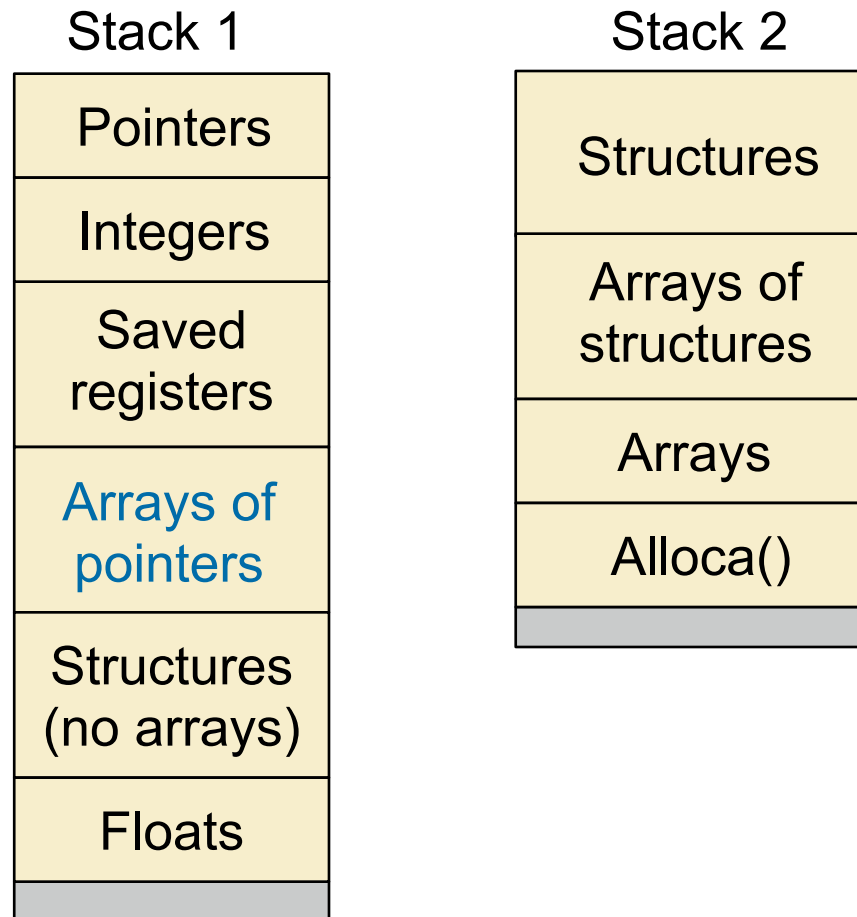 Stack 1
Pointers
Integers
Saved
registers
Arrays of
pointers
Structures
(no arrays)
Floats
Stack 2
Structures
Arrays of
structures
Arrays
Alloca()